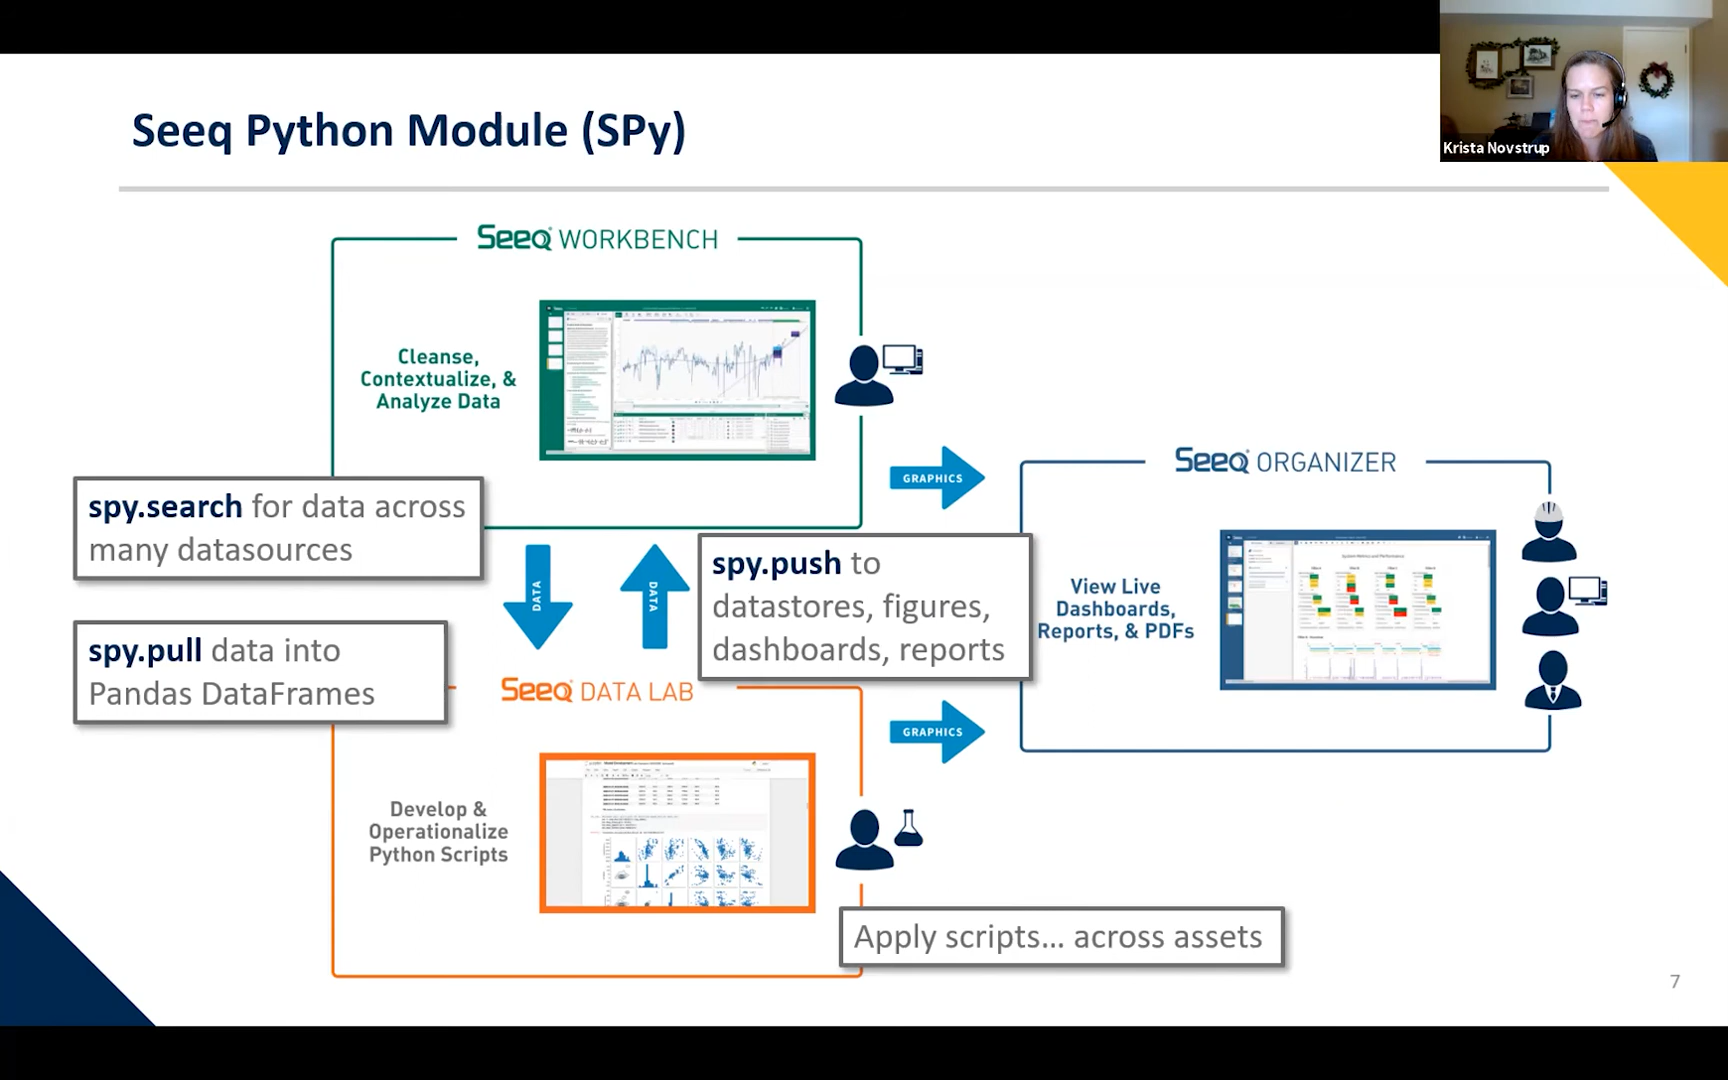 Krista Novstrup
Seeq Python Module (SPy)
Seeq WORKBENCH
Cleanse,
Contextualize, &
Analyze Data
GRAPHICS
Seeq ORGANIZER
spy.search for data across
many datasources
DATA
DATA
spy.push to
datastores, figures,
dashboards, reports
View Live
Dashboards,
Reports, & PDFs
spy.pull data into
Pandas DataFrames
Seeq DATA LAB
GRAPHICS
Develop &
Operationalize
Python Scripts
Apply scripts... across assets
7